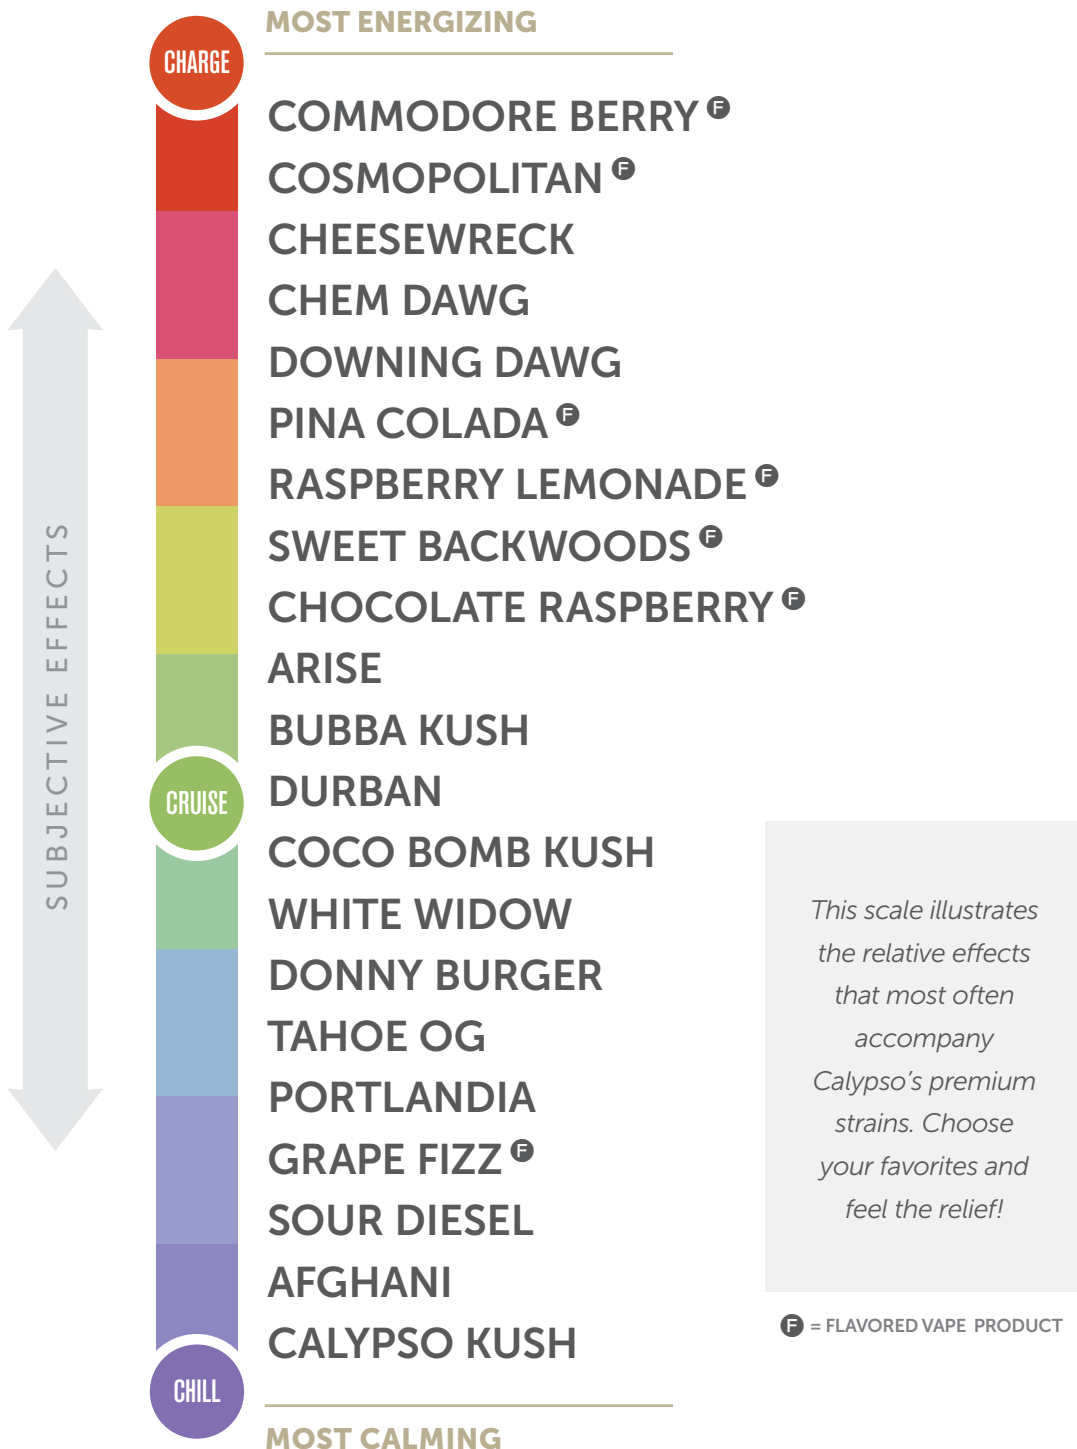 MOST ENERGIZING
CHARGE
COMMODORE BERRY F
COSMOPOLITAN F
CHEESEWRECK
CHEM DAWG
DOWNING DAWG
PINA COLADA F
RASPBERRY LEMONADE F
SWEET BACKWOODS F
CHOCOLATE RASPBERRY F
ARISE
BUBBA KUSH
DURBAN
CRUISE
COCO BOMB KUSH
WHITE WIDOW
DONNY BURGER
TAHOE OG
PORTLANDIA
GRAPE FIZZ F
SOUR DIESEL
AFGHANI
CALYPSO KUSH
CHILL
MOST CALMING
SUBJECTIVE EFFECTS
This scale illustrates
the relative effects
that most often
accompany
Calypso's premium
strains. Choose
your favorites and
feel the relief!
F = FLAVORED VAPE PRODUCT